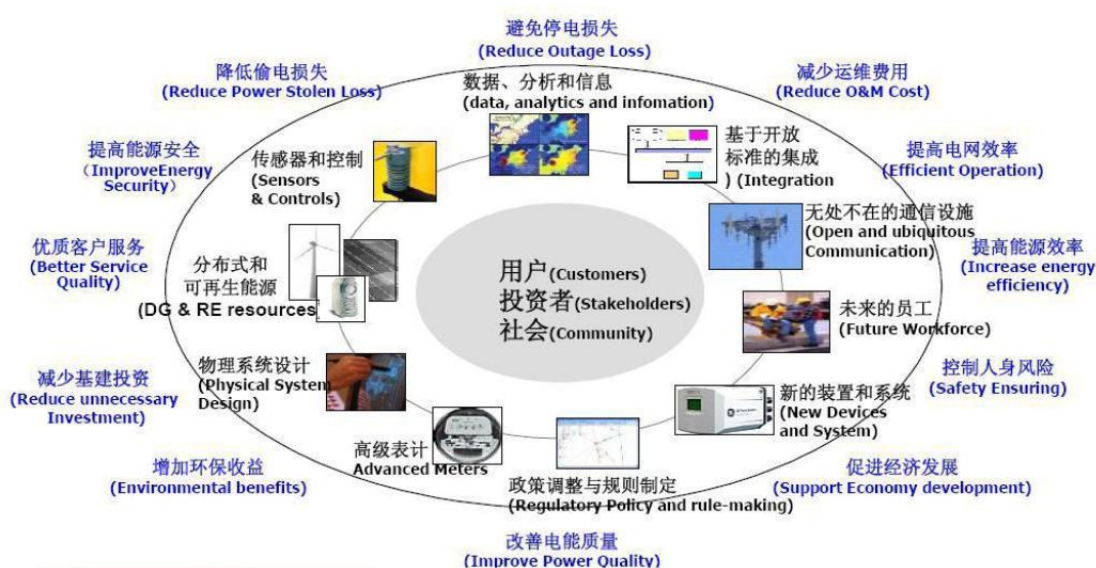 避免停电损失
(Reduce Outage Loss)
降低偷电损失
(Reduce Power Stolen Loss)
减少运维费用
(Reduce O&M Cost)
数据、分析和信息
(data, analytics and infomation)
提高能源安全
（ImproveEnergy
Security）
传感器和控制
(Sensors
& Controls)
基于开放
标准的集成
) (Integration
提高电网效率
(Efficient Operation)
无处不在的通信设施
(Open and ubiquitous
Communication)
优质客户服务
(Better Service
Quality)
分布式和
可再生能源
(DG & RE resources
用户(Customers)
投资者(Stakeholders)
社会(Community)
提高能源效率
(Increase energy
efficiency)
未来的员工
(Future Workforce)
减少基建投资
(Reduce unnecessary
Investment)
物理系统设计
(Physical System
Design)
控制人身风险
(Safety Ensuring)
新的装置和系统
(New Devices
and System)
高级表计
Advanced Meters
政策调整与规则制定
(Regulatory Policy and rule-making)
增加环保收益
(Environmental benefits)
促进经济发展
(Support Economy development)
改善电能质量
(Improve Power Quality)